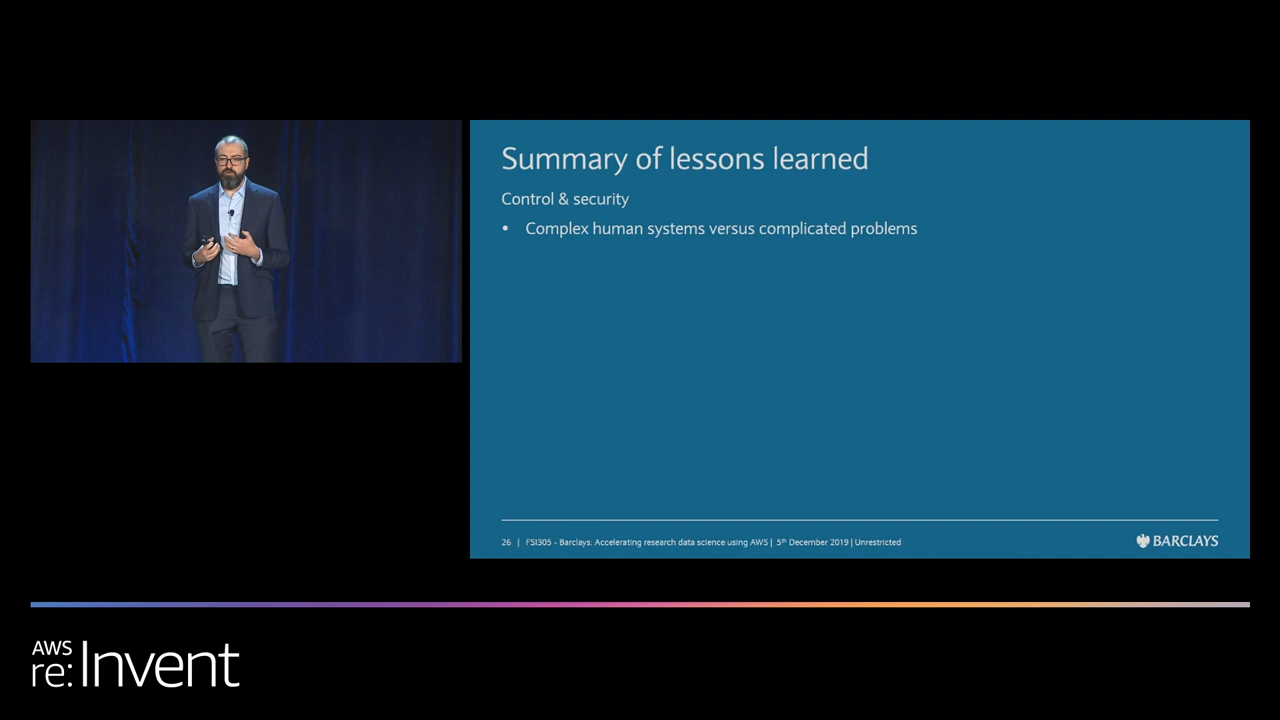 Summary of lessons learned
Control & security
• Complex human systems versus complicated problems
26 | FSI305 - Barclays: Accelerating research data science using AWS | 5th December 2019 | Unrestricted
BARCLAYS
AWS
re:Invent